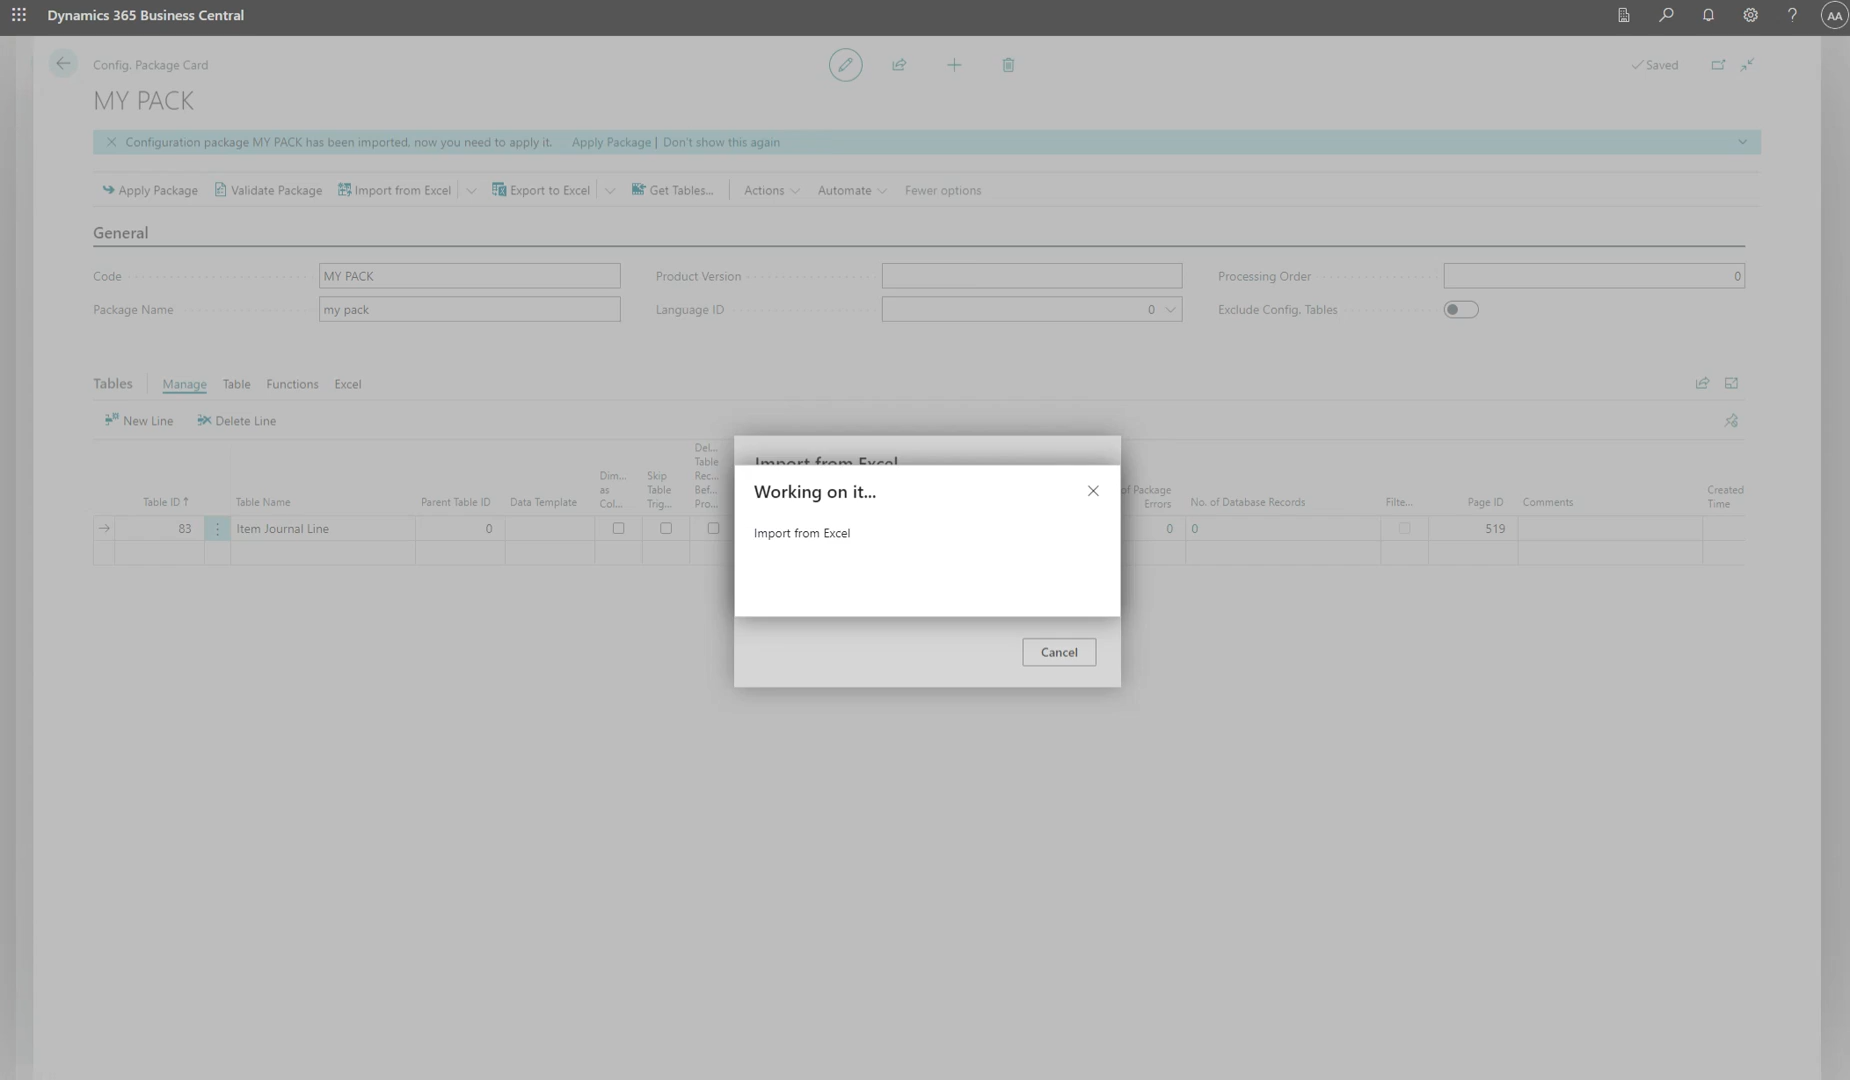 Dynamics 365 Business Central
AA
Config. Package Card
Saved
MY PACK
Configuration package MY PACK has been imported, now you need to apply it. Apply Package | Don't show this again
Apply Package Validate Package Import from Excel Export to Excel Get Tables... Actions Automate Fewer options
General
Code MY PACK Product Version Processing Order 0
Package Name my pack Language ID 0 Exclude Config. Tables
Tables Manage Table Functions Excel
New Line Delete Line
Table ID ↑ Table Name Parent Table ID Data Template Dim... as Col... Skip Table Trig... Del... Table Rec... Bef... Pro... of Package Errors No. of Database Records Filte... Page ID Comments Created Time
83 Item Journal Line 0 0 0 519
Import from Excel
Working on it...
Import from Excel
Cancel